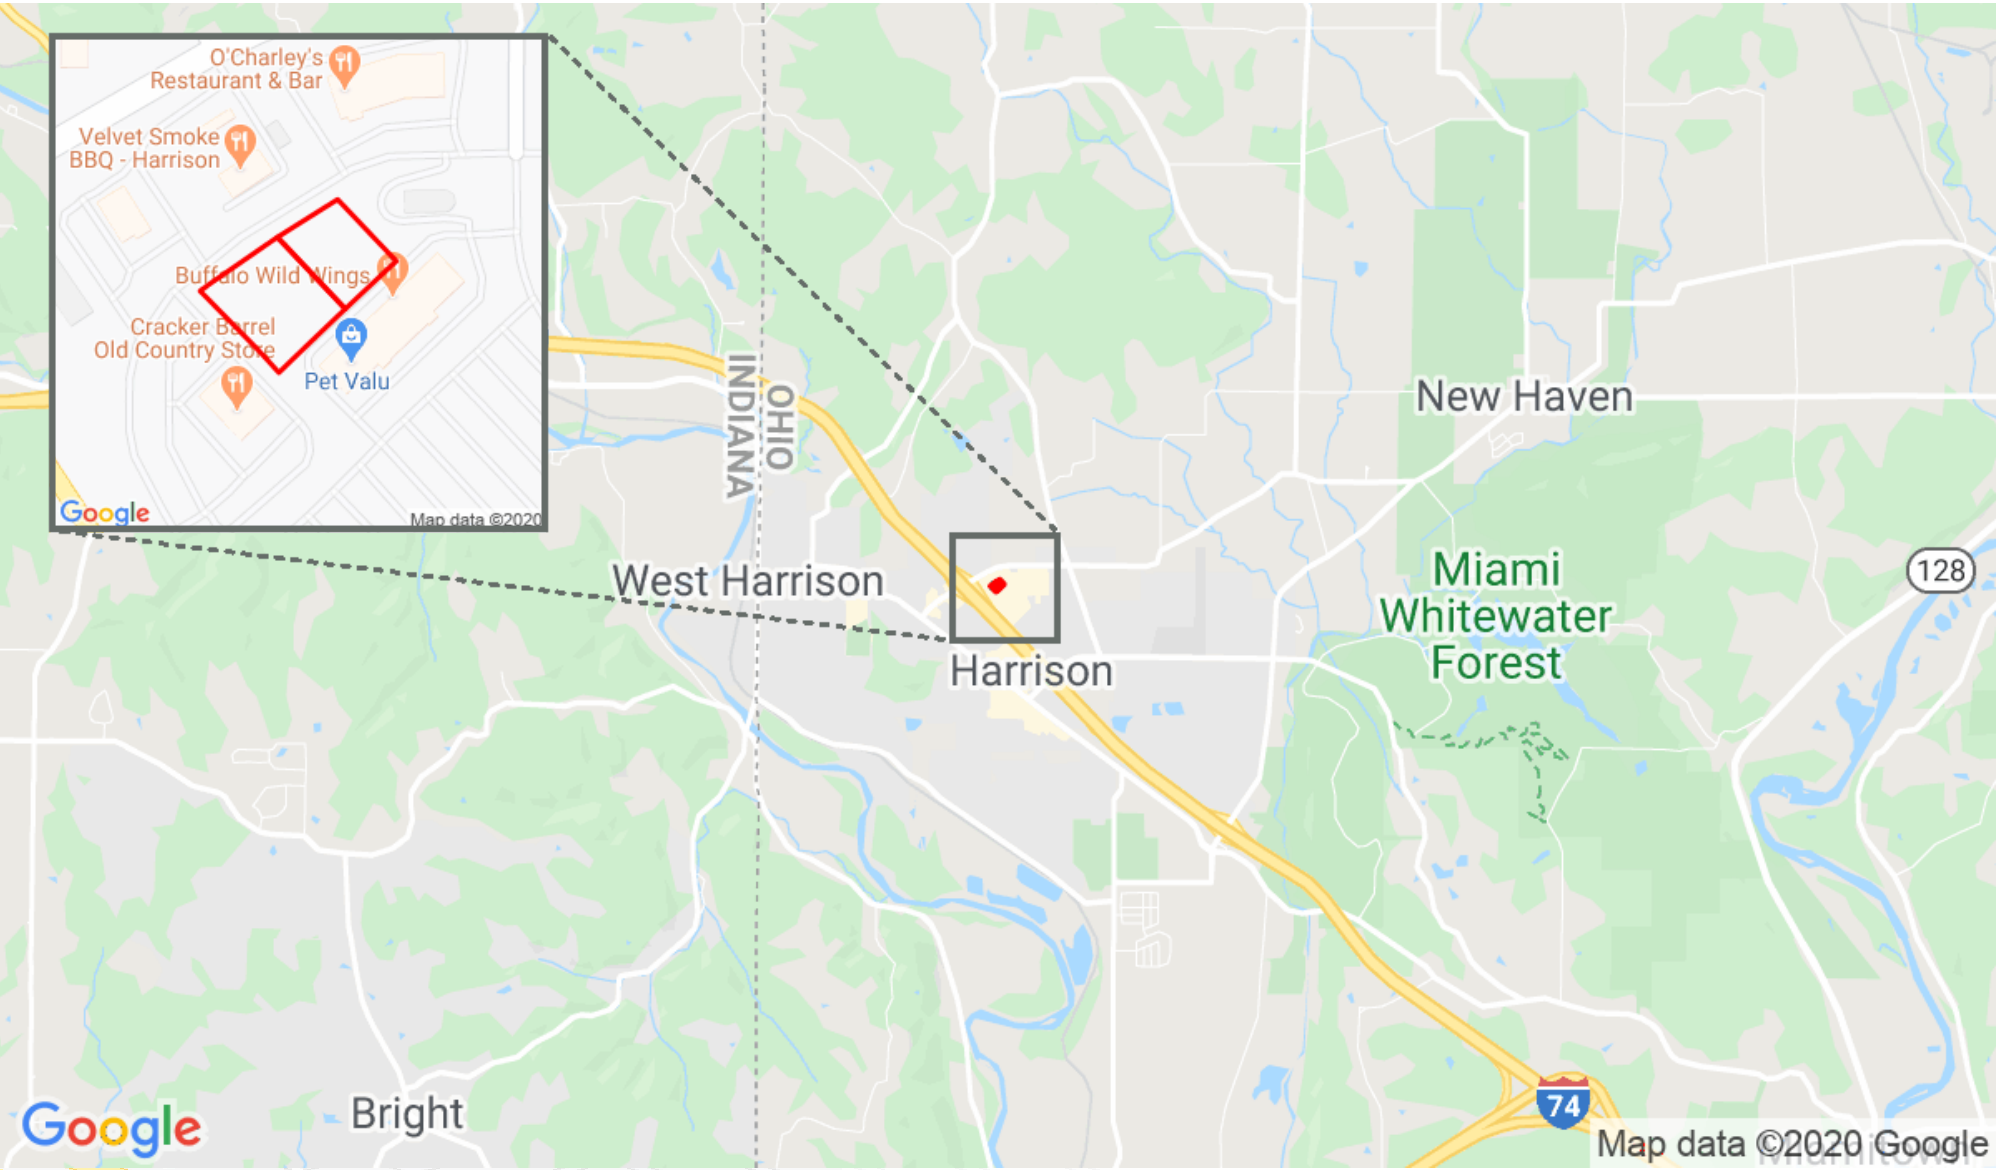 O'Charley's
Restaurant & Bar
Velvet Smoke
BBQ - Harrison
Buffalo Wild Wings
Cracker Barrel
Old Country Store
Pet Valu
Google
Map data ©2020
OHIO
INDIANA
New Haven
West Harrison
Harrison
Miami
Whitewater
Forest
128
Bright
74
Google
Map data ©2020 Google